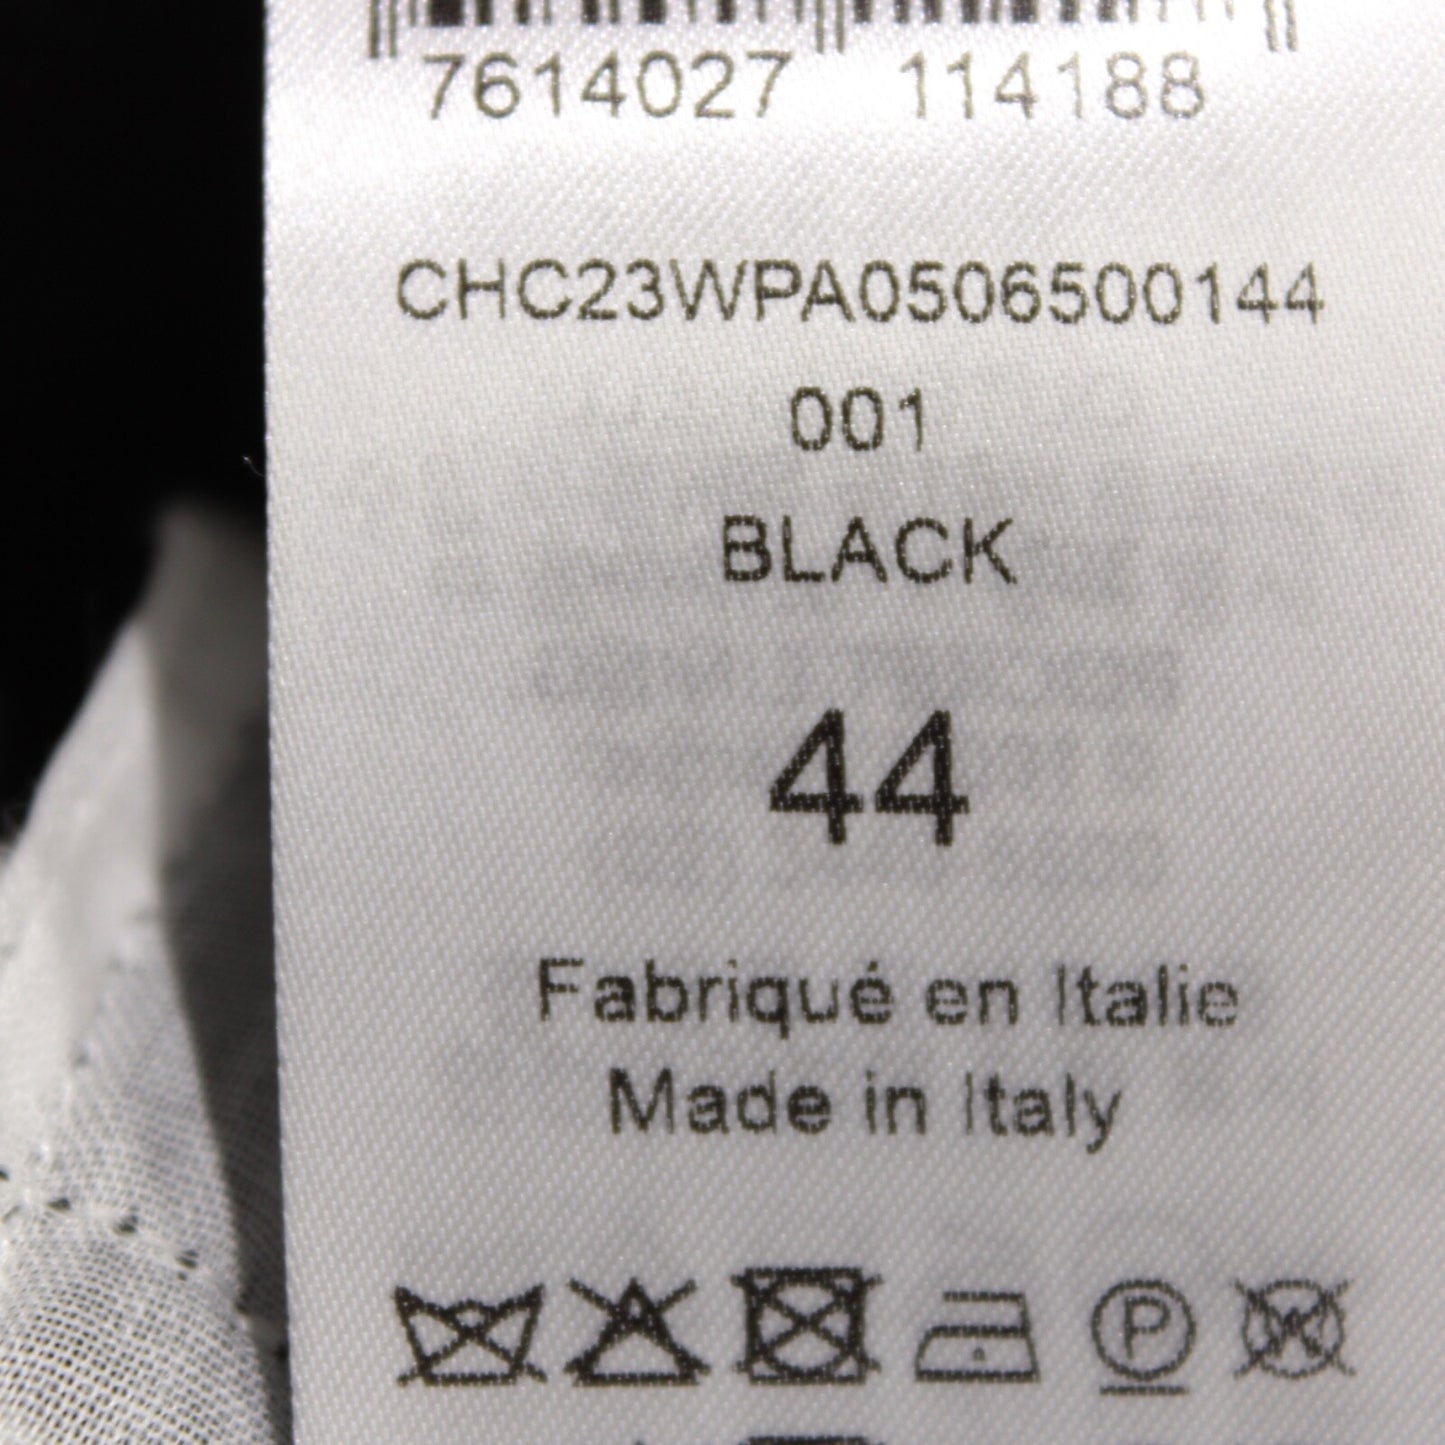 7614027 114188
CHC23WPA0506500144
001
BLACK
44
Fabriqué en Italie
Made in Italy
P
W